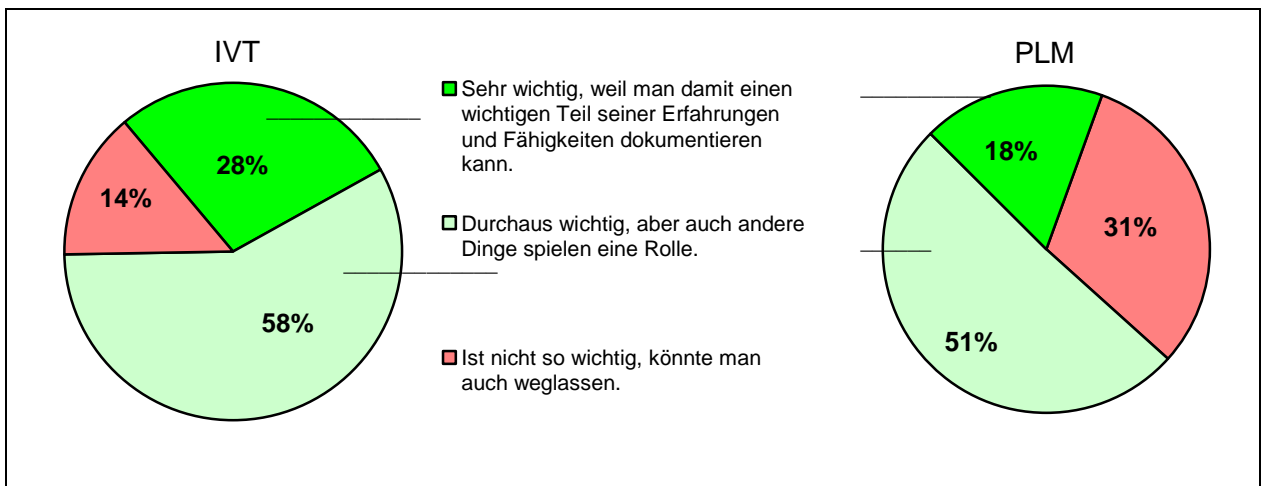 IVT
28%
14%
58%
Sehr wichtig, weil man damit einen
wichtigen Teil seiner Erfahrungen
und Fähigkeiten dokumentieren
kann.
Durchaus wichtig, aber auch andere
Dinge spielen eine Rolle.
Ist nicht so wichtig, könnte man
auch weglassen.
PLM
18%
31%
51%